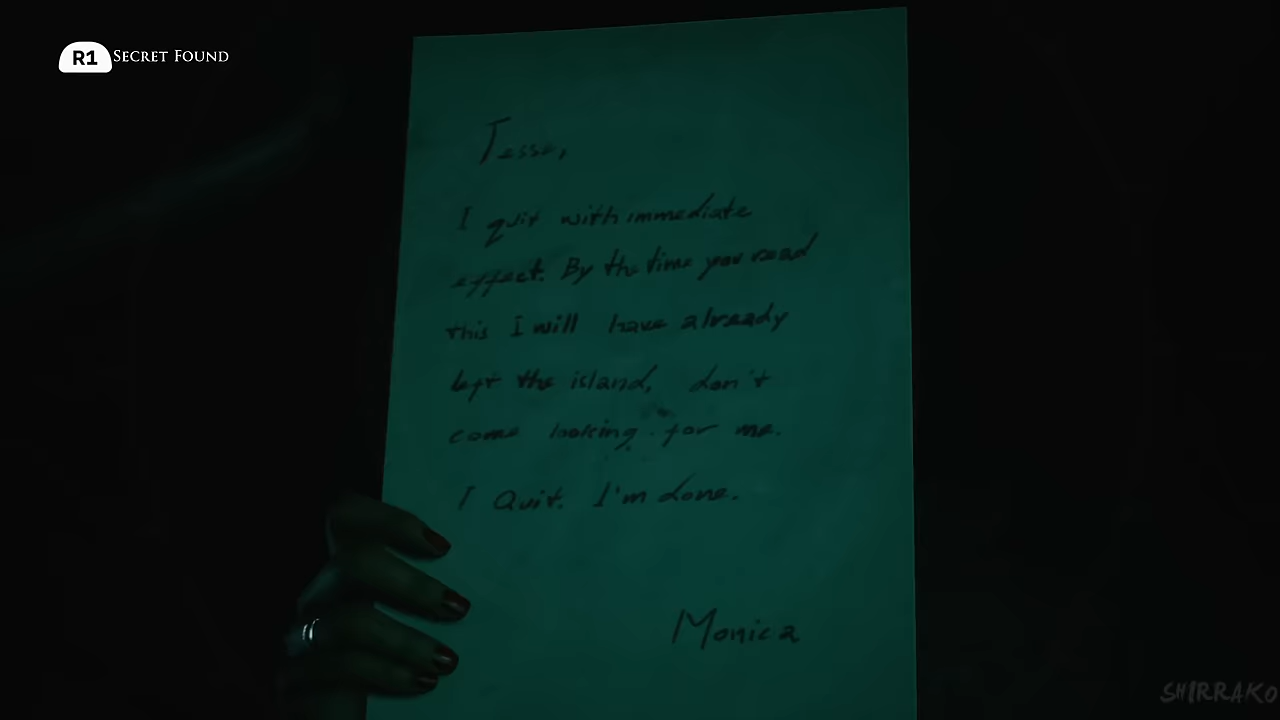 R1 Secret Found
Jesse,
I quit with immediate
effect. By the time you read
this I will have already
left the island, don't
come looking for me.
I Quit. I'm done.
Monica
SHIRRAKO